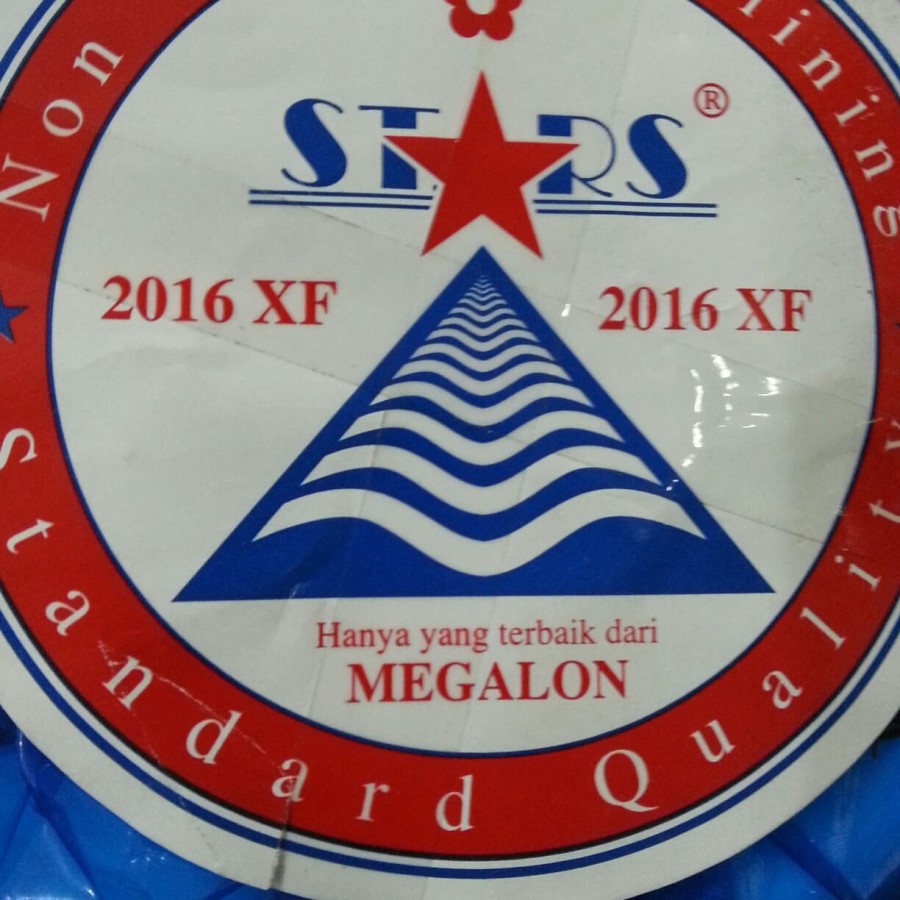 Non
STARS®
2016 XF
2016 XF
Hanya yang terbaik dari
MEGALON
Standard Quality